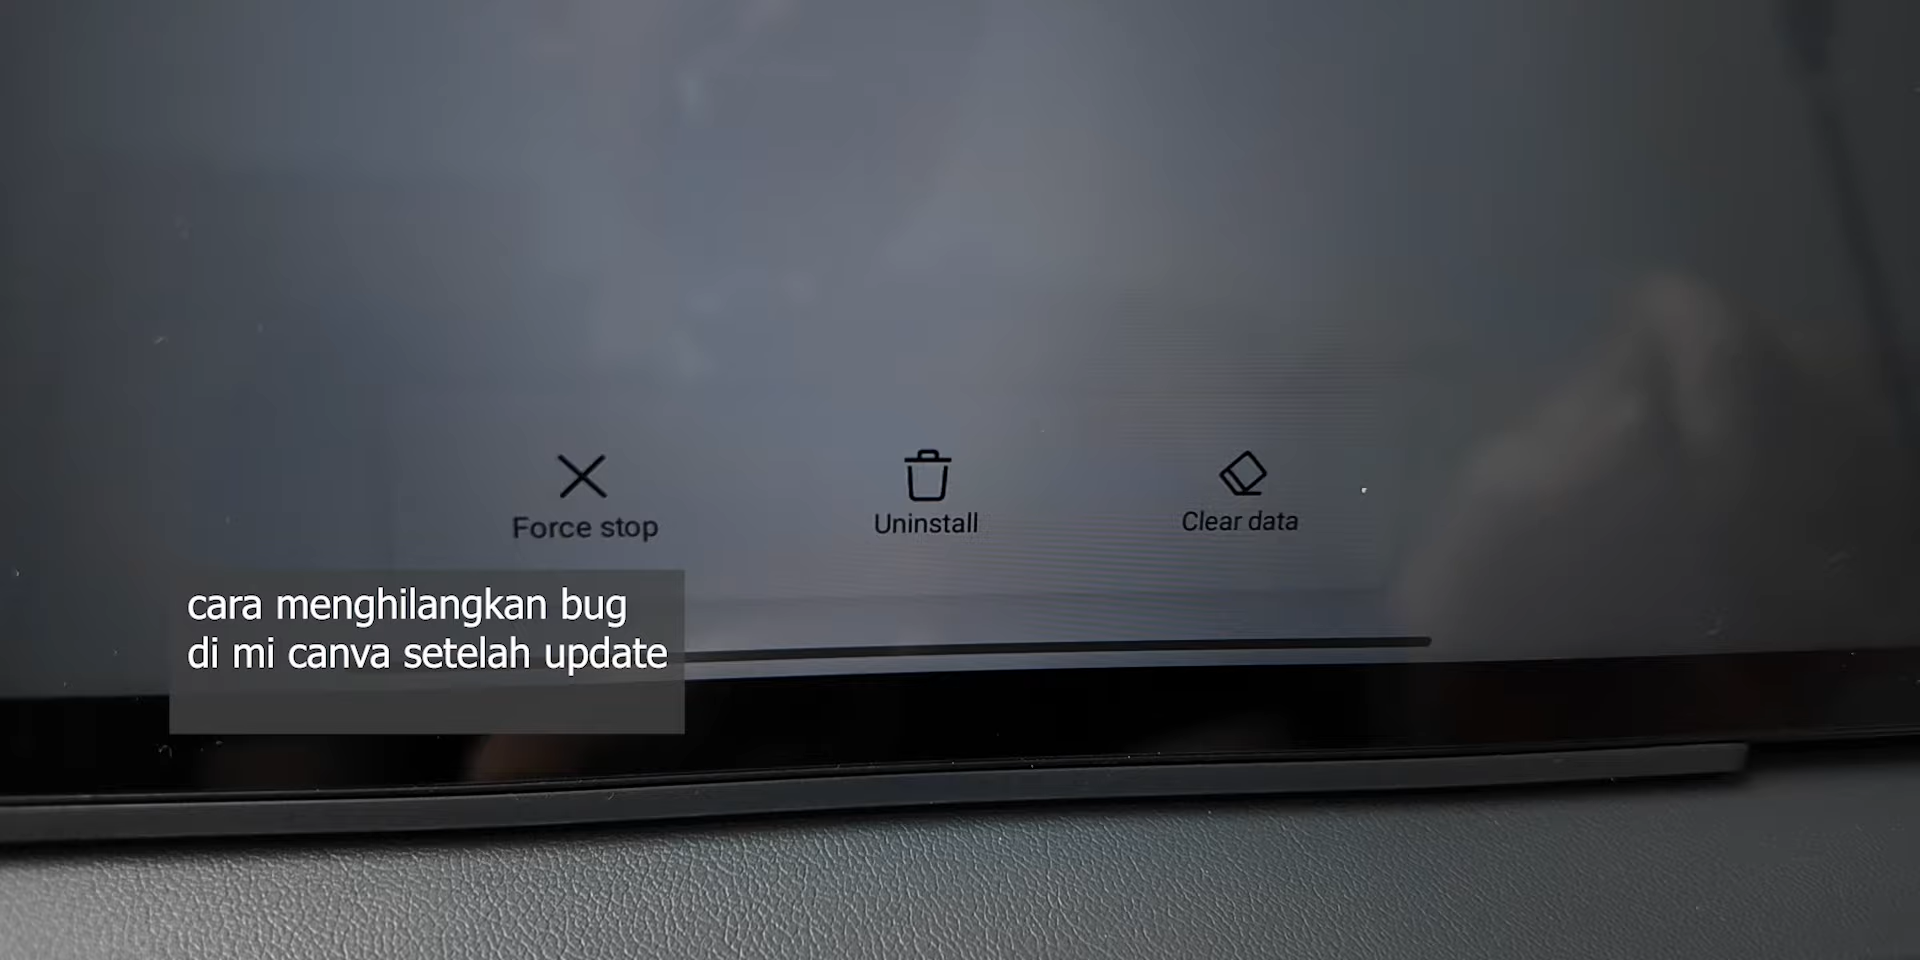 Force stop
Uninstall
Clear data
cara menghilangkan bug
di mi canva setelah update